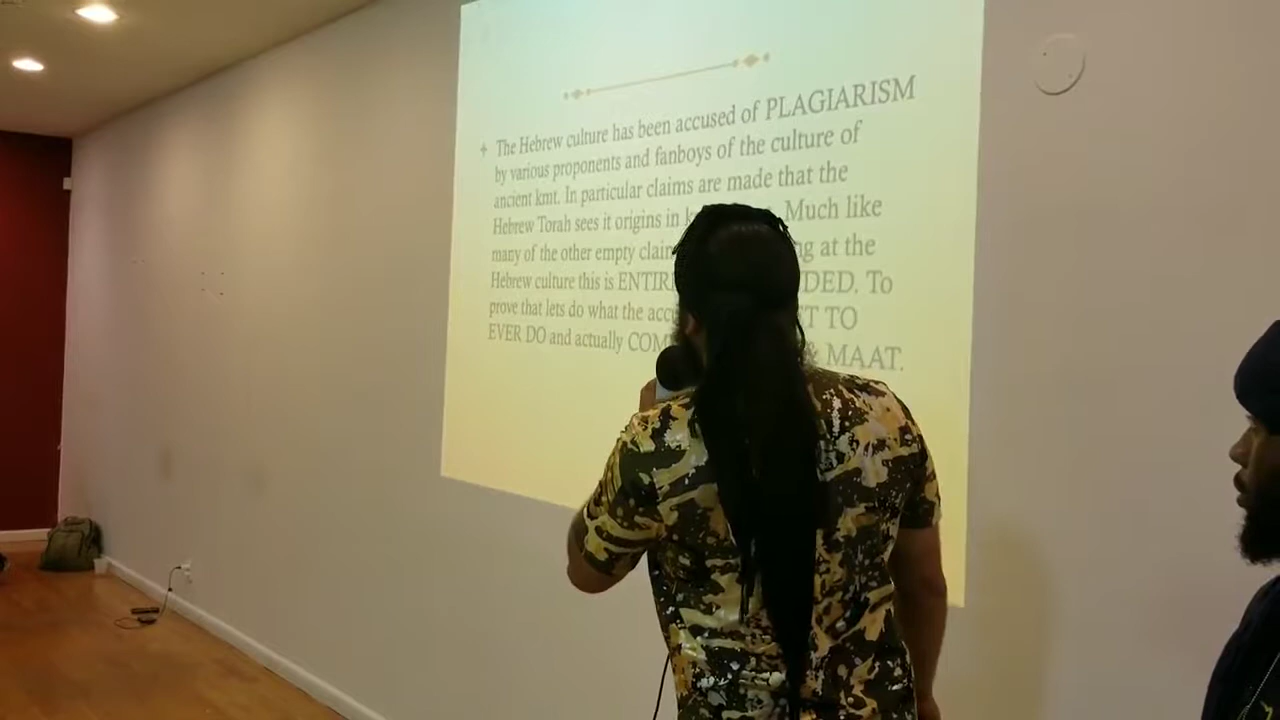 The Hebrew culture has been accused of PLAGIARISM
by various proponents and fanboys of the culture of
ancient kmt. In particular claims are made that the
Hebrew Torah sees it origins in Much like
many of the other empty at the
Hebrew culture this is To
prove that lets do what the TO
EVER DO and actually & MAAT.